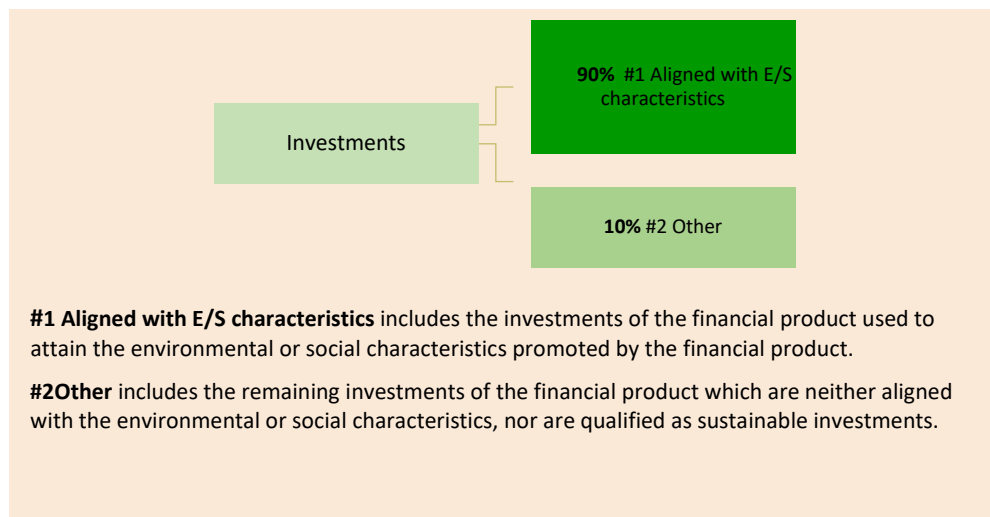 90% #1 Aligned with E/S
characteristics
Investments
10% #2 Other
#1 Aligned with E/S characteristics includes the investments of the financial product used to
attain the environmental or social characteristics promoted by the financial product.
#2Other includes the remaining investments of the financial product which are neither aligned
with the environmental or social characteristics, nor are qualified as sustainable investments.